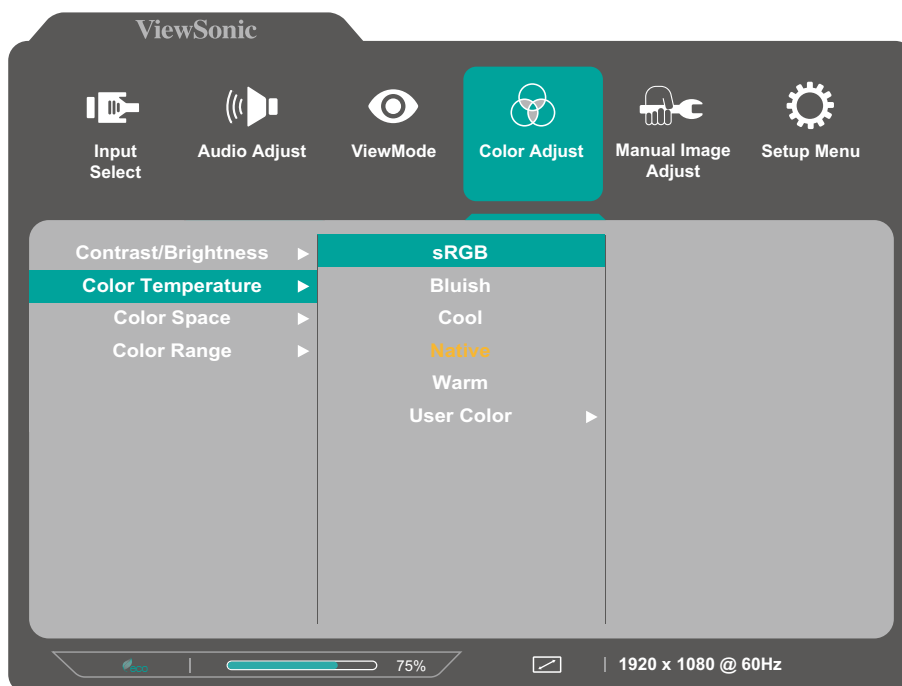 ViewSonic
Input
Select
Audio Adjust
ViewMode
Color Adjust
Manual Image
Adjust
Setup Menu
Contrast/Brightness
Color Temperature
Color Space
Color Range
sRGB
Bluish
Cool
Native
Warm
User Color
eco
75%
1920 x 1080 @ 60Hz